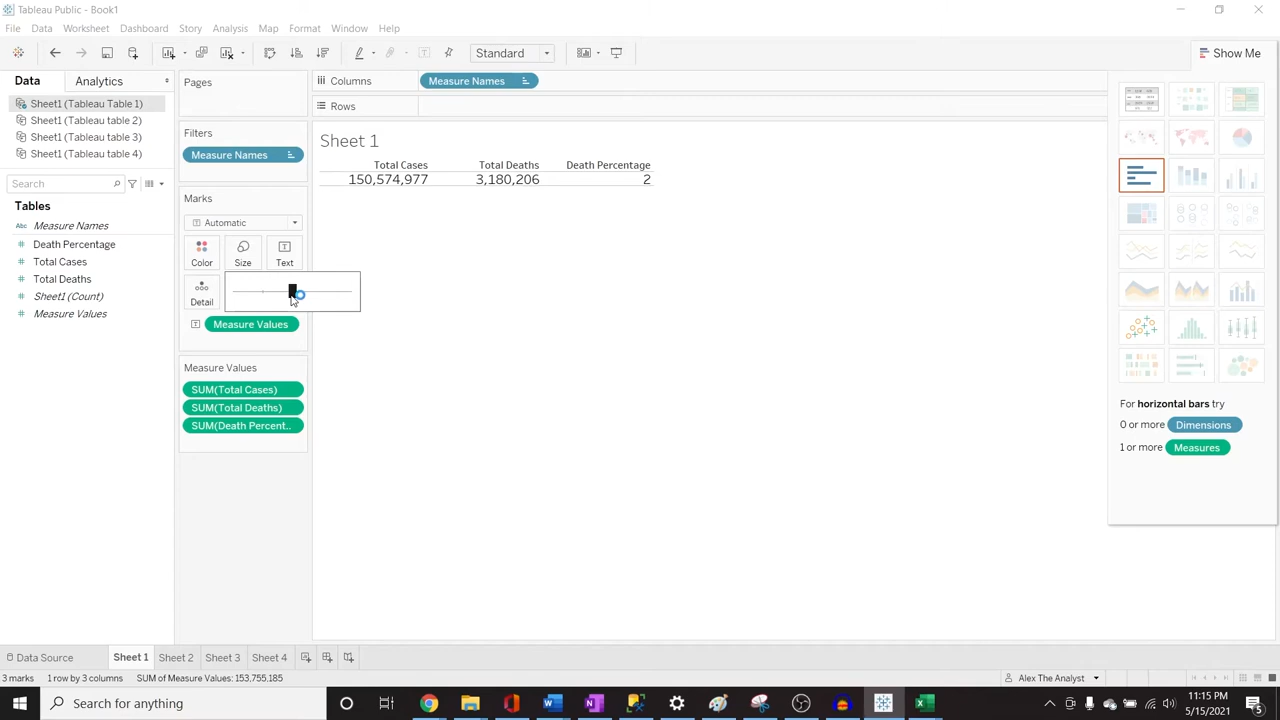 Tableau Public - Book1
File Data Worksheet Dashboard Story Analysis Map Format Window Help
Standard
Show Me
Data Analytics
Pages
Columns Measure Names
Rows
Sheet1 (Tableau Table 1)
Sheet1 (Tableau table 2)
Sheet1 (Tableau table 3)
Sheet1 (Tableau table 4)
Search
Tables
Abc Measure Names
Death Percentage
Total Cases
Total Deaths
Sheet1 (Count)
Measure Values
Filters
Measure Names
Marks
Automatic
Color Size Text
Detail
Measure Values
Measure Values
SUM(Total Cases)
SUM(Total Deaths)
SUM(Death Percent..
Sheet 1
Total Cases Total Deaths Death Percentage
150,574,977 3,180,206 2
For horizontal bars try
0 or more Dimensions
1 or more Measures
Data Source Sheet 1 Sheet 2 Sheet 3 Sheet 4
3 marks 1 row by 3 columns SUM of Measure Values: 153,755,185 Alex The Analyst
Search for anything
11:15 PM
5/15/2021
5